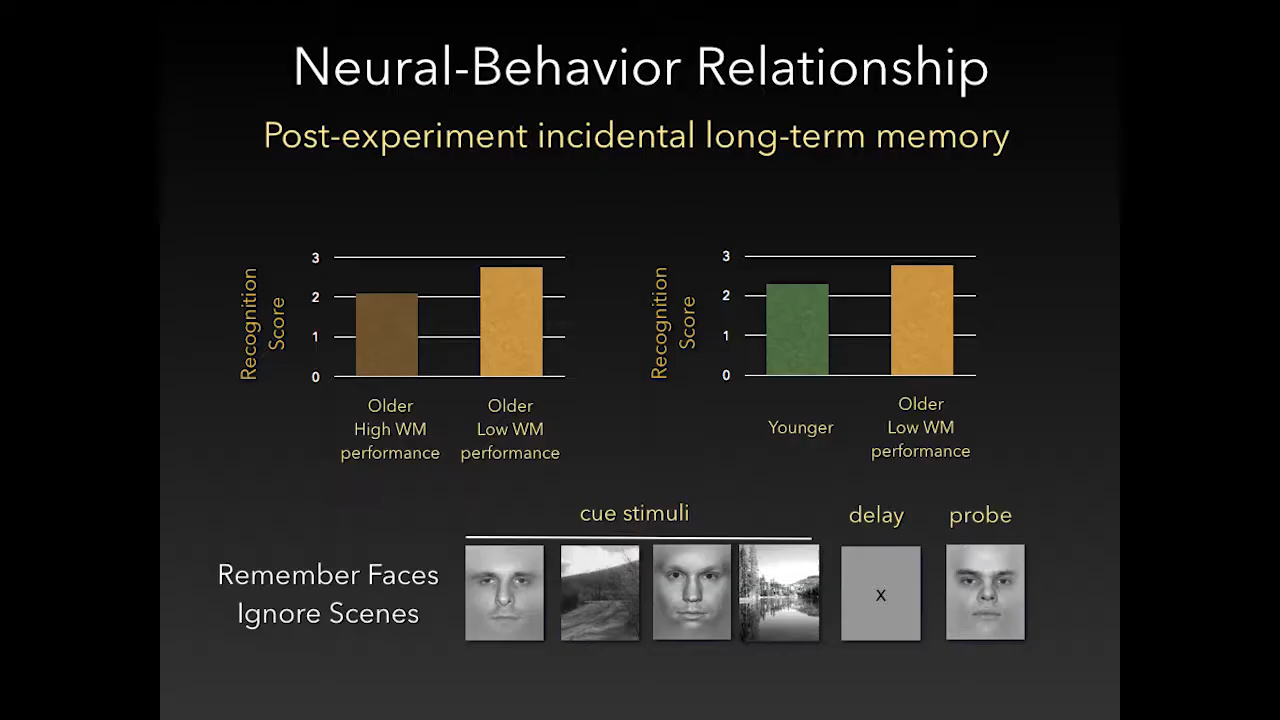 Neural-Behavior Relationship
Post-experiment incidental long-term memory
Recognition
Score
3
2
1
0
Older
High WM
performance
Older
Low WM
performance
Recognition
Score
3
2
1
0
Younger
Older
Low WM
performance
cue stimuli
delay
probe
Remember Faces
Ignore Scenes
x